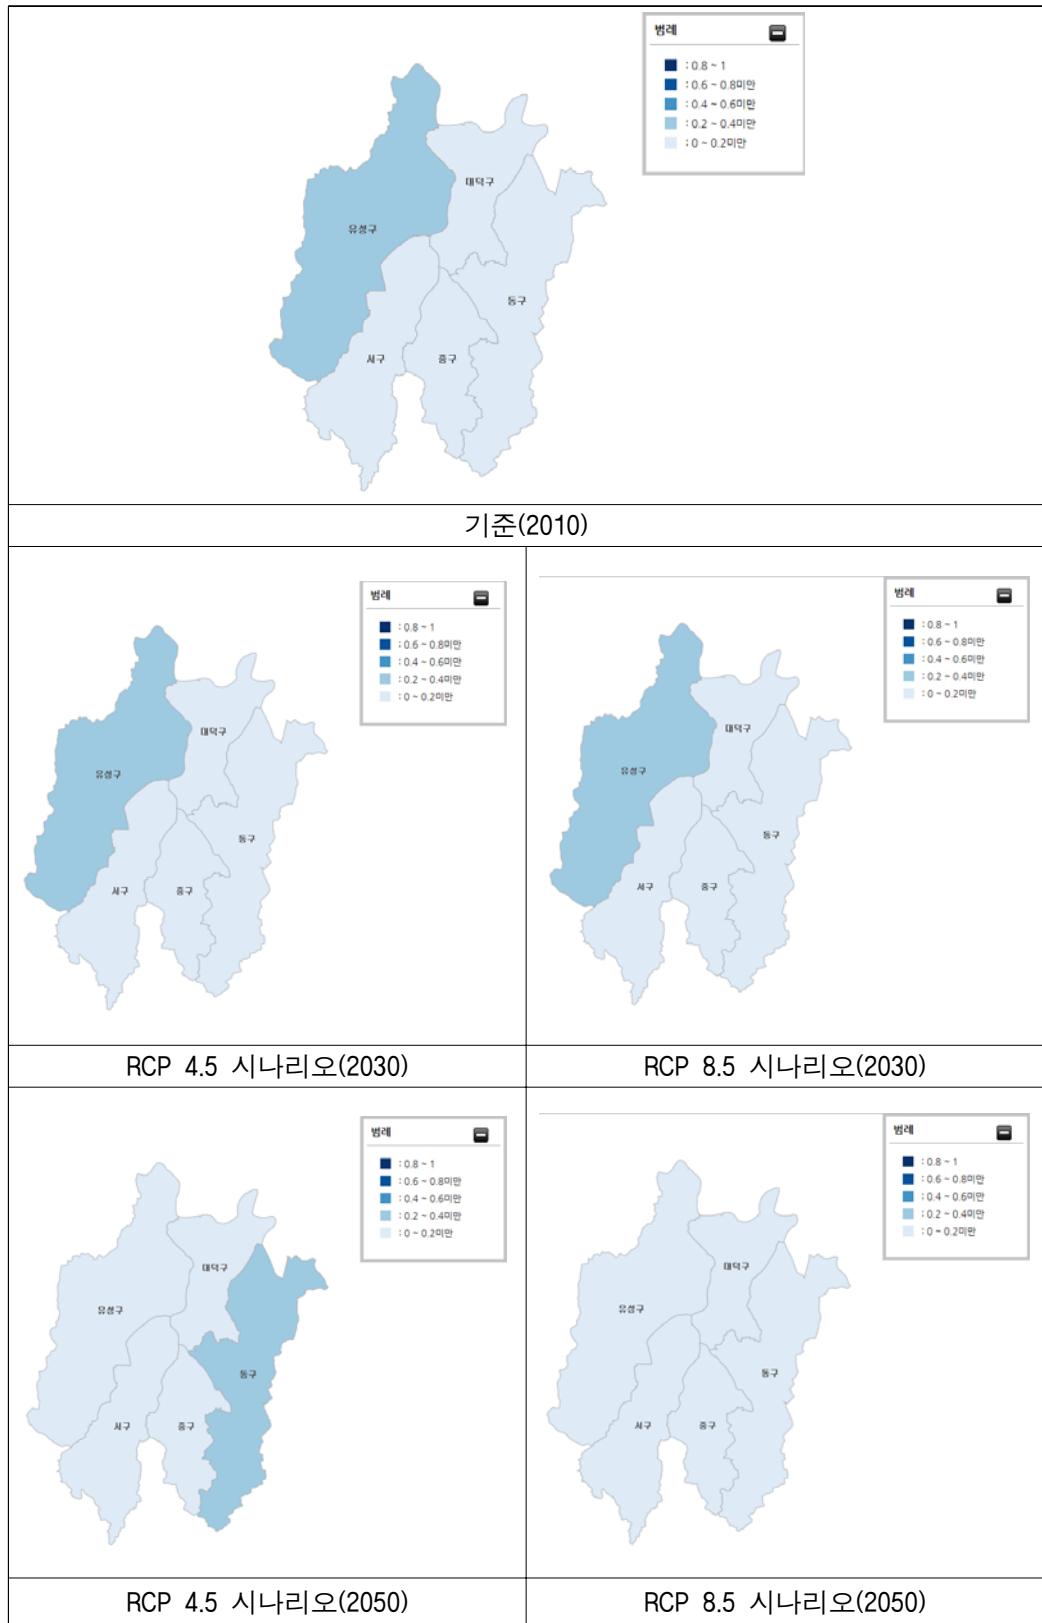 범례
: 0.8 ~ 1
: 0.6 ~ 0.8미만
: 0.4 ~ 0.6미만
: 0.2 ~ 0.4미만
: 0 ~ 0.2미만
대덕구
유성구
동구
서구
중구
기준(2010)
범례
: 0.8 ~ 1
: 0.6 ~ 0.8미만
: 0.4 ~ 0.6미만
: 0.2 ~ 0.4미만
: 0 ~ 0.2미만
대덕구
유성구
동구
서구
중구
RCP 4.5 시나리오(2030)
범례
: 0.8 ~ 1
: 0.6 ~ 0.8미만
: 0.4 ~ 0.6미만
: 0.2 ~ 0.4미만
: 0 ~ 0.2미만
대덕구
유성구
동구
서구
중구
RCP 8.5 시나리오(2030)
범례
: 0.8 ~ 1
: 0.6 ~ 0.8미만
: 0.4 ~ 0.6미만
: 0.2 ~ 0.4미만
: 0 ~ 0.2미만
대덕구
유성구
동구
서구
중구
RCP 4.5 시나리오(2050)
범례
: 0.8 ~ 1
: 0.6 ~ 0.8미만
: 0.4 ~ 0.6미만
: 0.2 ~ 0.4미만
: 0 ~ 0.2미만
대덕구
유성구
동구
서구
중구
RCP 8.5 시나리오(2050)